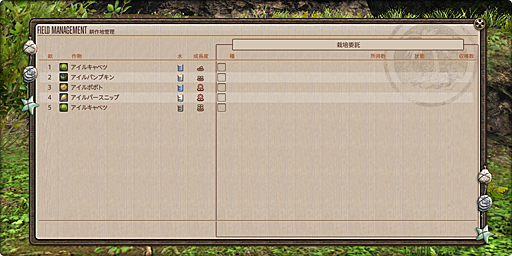 FIELD MANAGEMENT 耕作地管理
栽培委託
畝 作物 水 成長度 種 所持数 状態 収穫数
1 アイルキャベツ
2 アイルパンプキン
3 アイルポポト
4 アイルパースニップ
5 アイルキャベツ